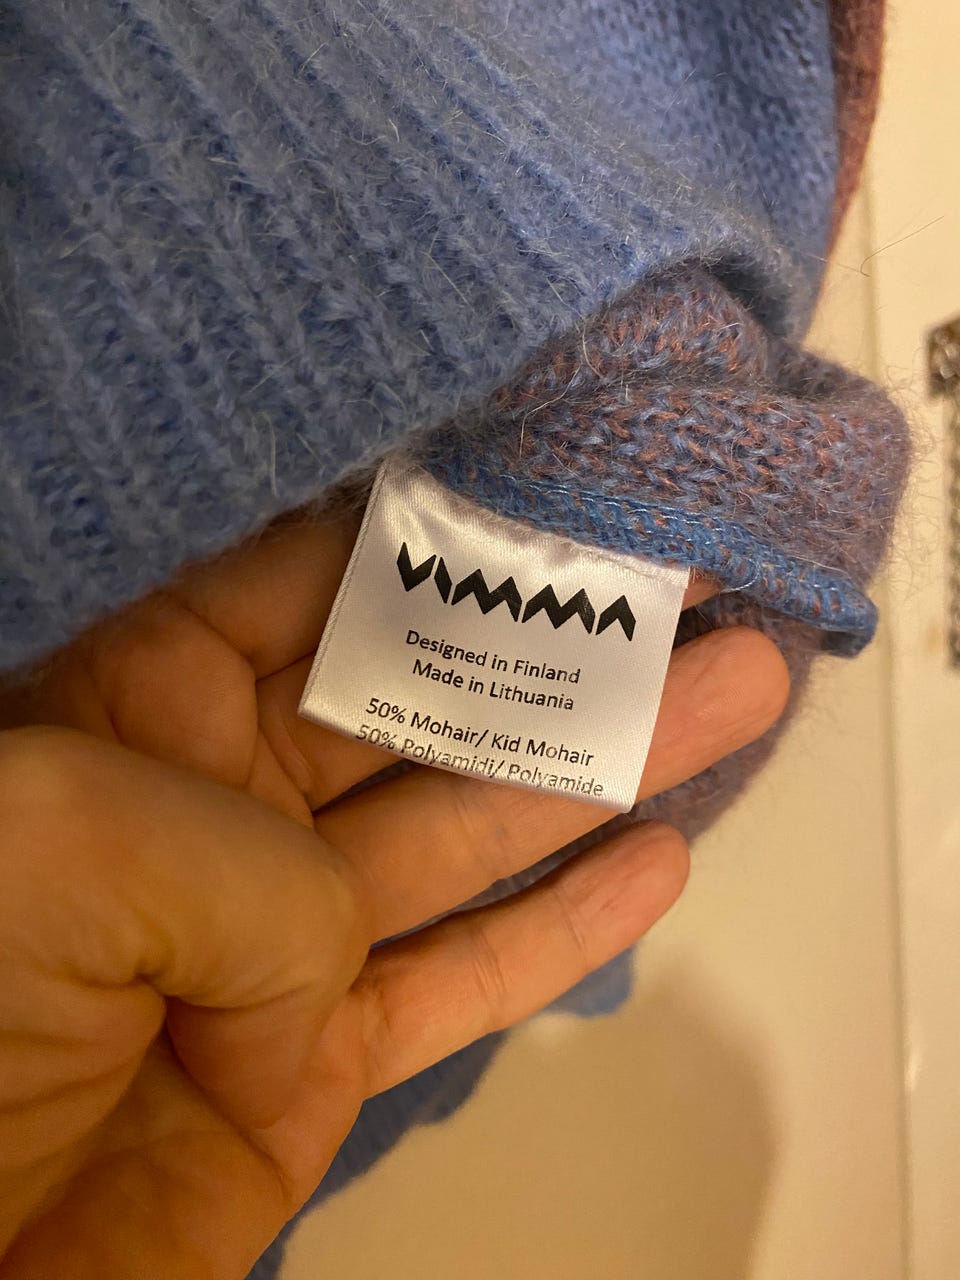 VIMMA
Designed in Finland
Made in Lithuania
50% Mohair/ Kid Mohair
50% Polyamidi/ Polyamide